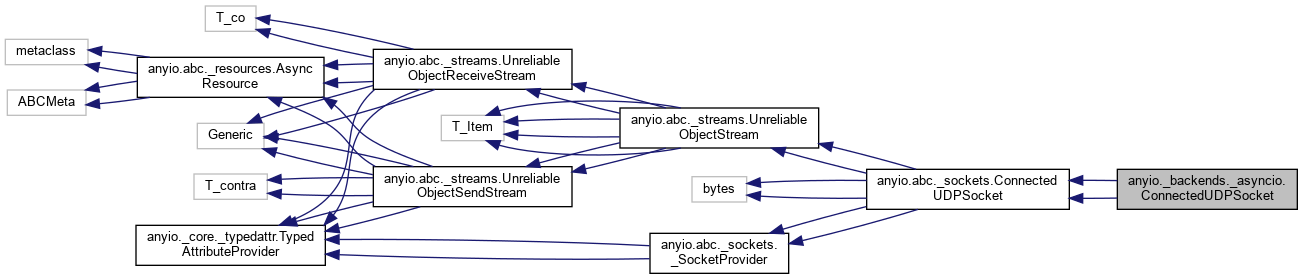 T_co
metaclass
anyio.abc._resources.Async
Resource
ABCMeta
anyio.abc._streams.Unreliable
ObjectReceiveStream
Generic
T_Item
anyio.abc._streams.Unreliable
ObjectStream
T_contra
anyio.abc._streams.Unreliable
ObjectSendStream
bytes
anyio.abc._sockets.Connected
UDPSocket
anyio._backends._asyncio.
ConnectedUDPSocket
anyio._core._typedattr.Typed
AttributeProvider
anyio.abc._sockets.
_SocketProvider